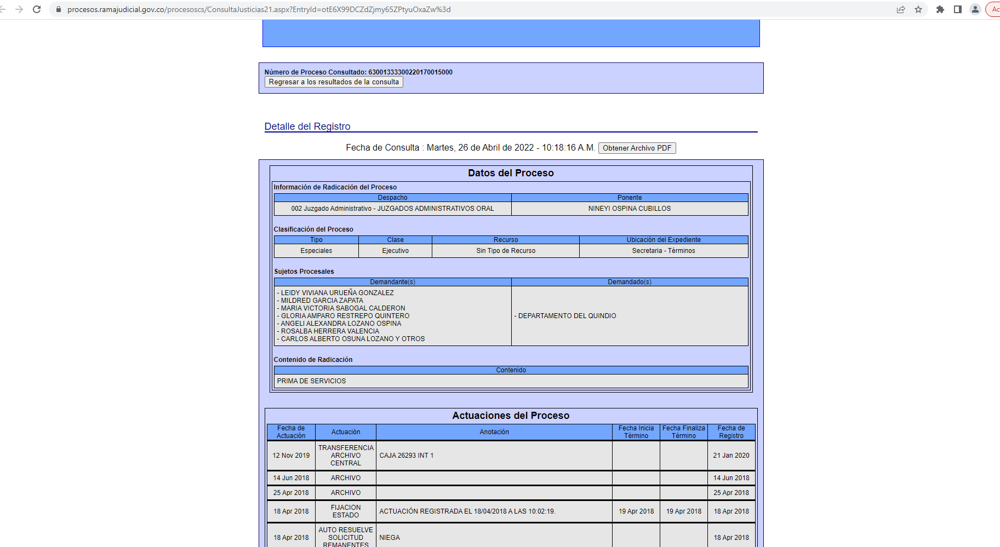 procesos.ramajudicial.gov.co/procesoscs/ConsultaJusticias21.aspx?EntryId=otE6X99DCZdZjmy65ZPtyuOxaZw%3d
Ac
Número de Proceso Consultado: 63001333300220170015000
Regresar a los resultados de la consulta
Detalle del Registro
Fecha de Consulta : Martes, 26 de Abril de 2022 - 10:18:16 A.M. Obtener Archivo PDF
Datos del Proceso
Información de Radicación del Proceso
Despacho Ponente
002 Juzgado Administrativo - JUZGADOS ADMINISTRATIVOS ORAL NINEYI OSPINA CUBILLOS
Clasificación del Proceso
Tipo Clase Recurso Ubicación del Expediente
Especiales Ejecutivo Sin Tipo de Recurso Secretaria - Términos
Sujetos Procesales
Demandante(s) Demandado(s)
- LEIDY VIVIANA URUEÑA GONZALEZ
- MILDRED GARCIA ZAPATA
- MARIA VICTORIA SABOGAL CALDERON
- GLORIA AMPARO RESTREPO QUINTERO
- ANGELI ALEXANDRA LOZANO OSPINA
- ROSALBA HERRERA VALENCIA
- CARLOS ALBERTO OSUNA LOZANO Y OTROS
- DEPARTAMENTO DEL QUINDIO
Contenido de Radicación
Contenido
PRIMA DE SERVICIOS
Actuaciones del Proceso
Fecha de Actuación Actuación Anotación Fecha Inicia Término Fecha Finaliza Término Fecha de Registro
12 Nov 2019 TRANSFERENCIA ARCHIVO CENTRAL CAJA 26293 INT 1 21 Jan 2020
14 Jun 2018 ARCHIVO 14 Jun 2018
25 Apr 2018 ARCHIVO 25 Apr 2018
18 Apr 2018 FIJACION ESTADO ACTUACIÓN REGISTRADA EL 18/04/2018 A LAS 10:02:19. 19 Apr 2018 19 Apr 2018 18 Apr 2018
18 Apr 2018 AUTO RESUELVE SOLICITUD REMANENTES NIEGA 18 Apr 2018